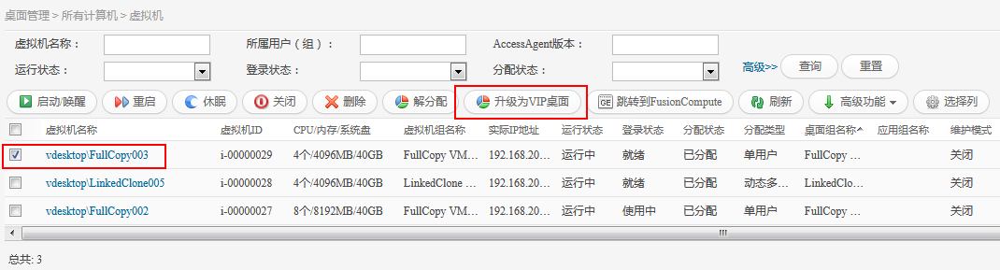 桌面管理 > 所有计算机 > 虚拟机
虚拟机名称： 所属用户（组）： AccessAgent版本：
运行状态： 登录状态： 分配状态： 高级>> 查询 重置
启动/唤醒 重启 休眠 关闭 删除 解分配 升级为VIP桌面 GE 跳转到FusionCompute 刷新 高级功能 选择列
虚拟机名称 虚拟机ID CPU/内存/系统盘 虚拟机组名称 实际IP地址 运行状态 登录状态 分配状态 分配类型 桌面组名称 应用组名称 维护模式
vdesktop\FullCopy003 i-00000029 4个/4096MB/40GB FullCopy VM... 192.168.20... 运行中 就绪 已分配 单用户 FullCopy ... 关闭
vdesktop\LinkedClone005 i-00000028 4个/4096MB/40GB LinkedClone ... 192.168.20... 运行中 就绪 已分配 动态多... LinkedClo... 关闭
vdesktop\FullCopy002 i-00000027 8个/8192MB/40GB FullCopy VM... 192.168.20... 运行中 使用中 已分配 单用户 FullCopy ... 关闭
总共: 3